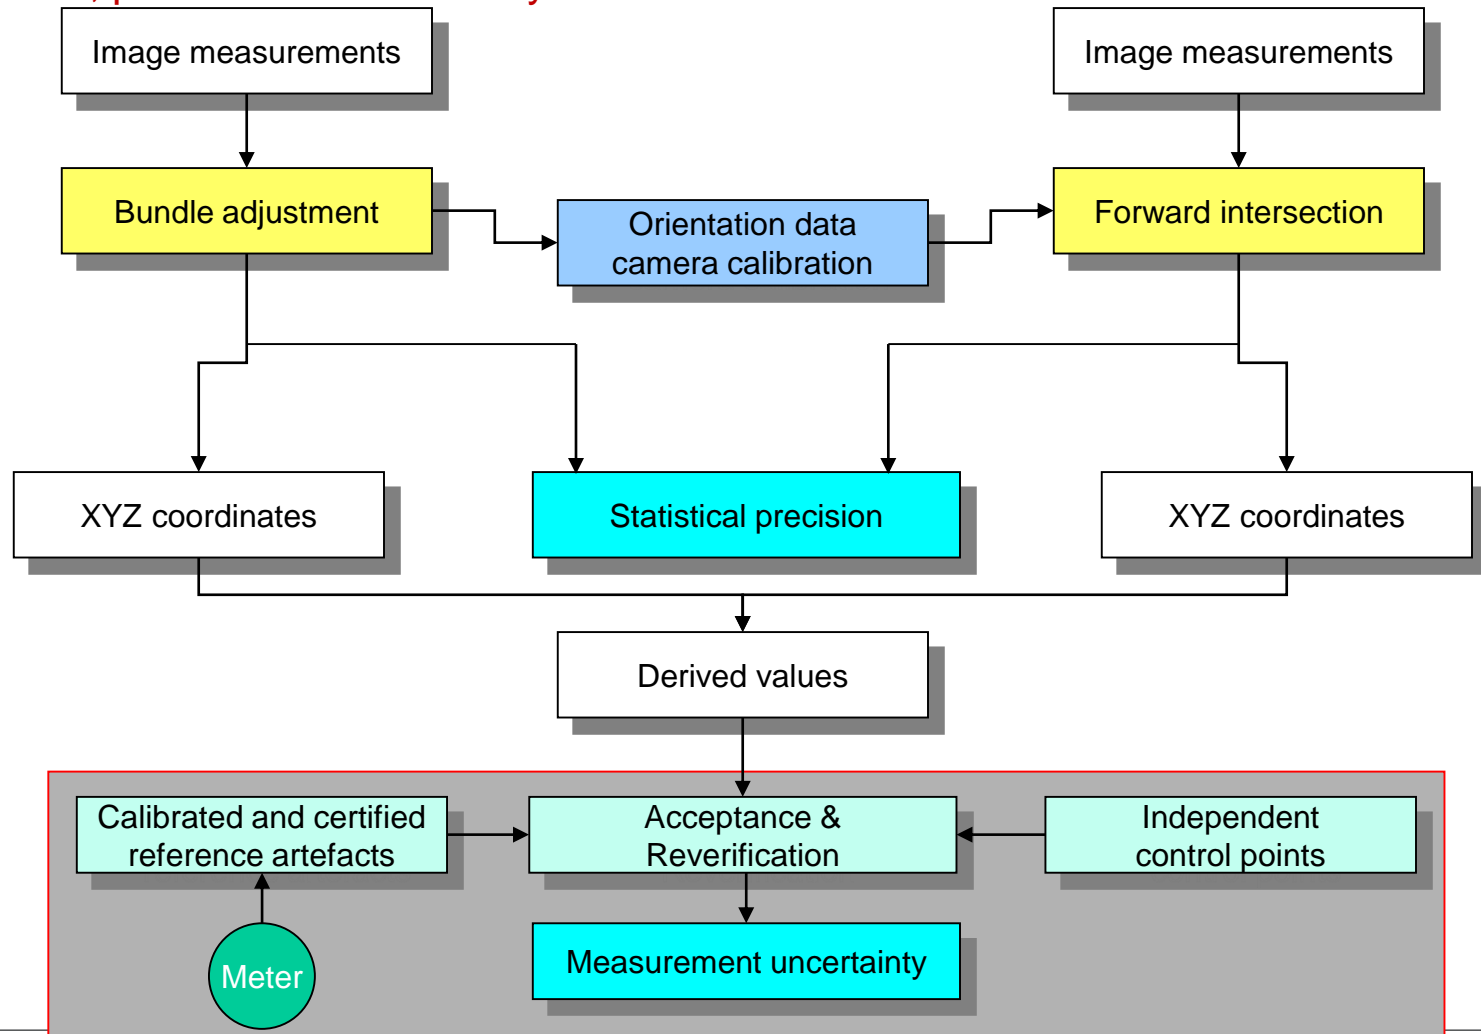 Image measurements
Image measurements
Bundle adjustment
Orientation data
camera calibration
Forward intersection
XYZ coordinates
Statistical precision
XYZ coordinates
Derived values
Calibrated and certified
reference artefacts
Acceptance &
Reverification
Independent
control points
Meter
Measurement uncertainty